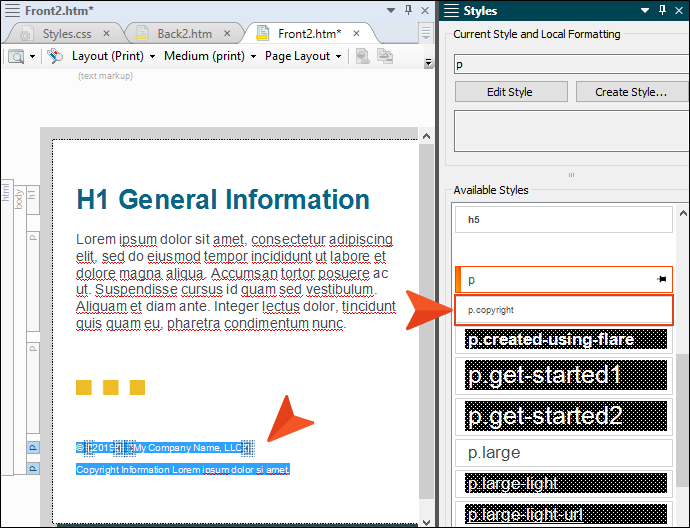 Front2.htm*
Styles.css
Back2.htm
Front2.htm*
Layout (Print)
Medium (print)
Page Layout
(text markup)
html
body
h1
p
p
p
p
H1 General Information
Lorem ipsum dolor sit amet, consectetur adipiscing
elit, sed do eiusmod tempor incididunt ut labore et
dolore magna aliqua. Accumsan tortor posuere ac
ut. Suspendisse cursus id quam sed vestibulum.
Aliquam et diam ante. Integer lectus dolor, tincidunt
quis quam eu, pharetra condimentum nunc.
© 2019 My Company Name, LLC
Copyright Information Lorem ipsum dolor si amet.
Styles
Current Style and Local Formatting
p
Edit Style
Create Style...
Available Styles
h5
p
p.copyright
p.created-using-flare
p.get-started1
p.get-started2
p.large
p.large-light
p.large-light-url